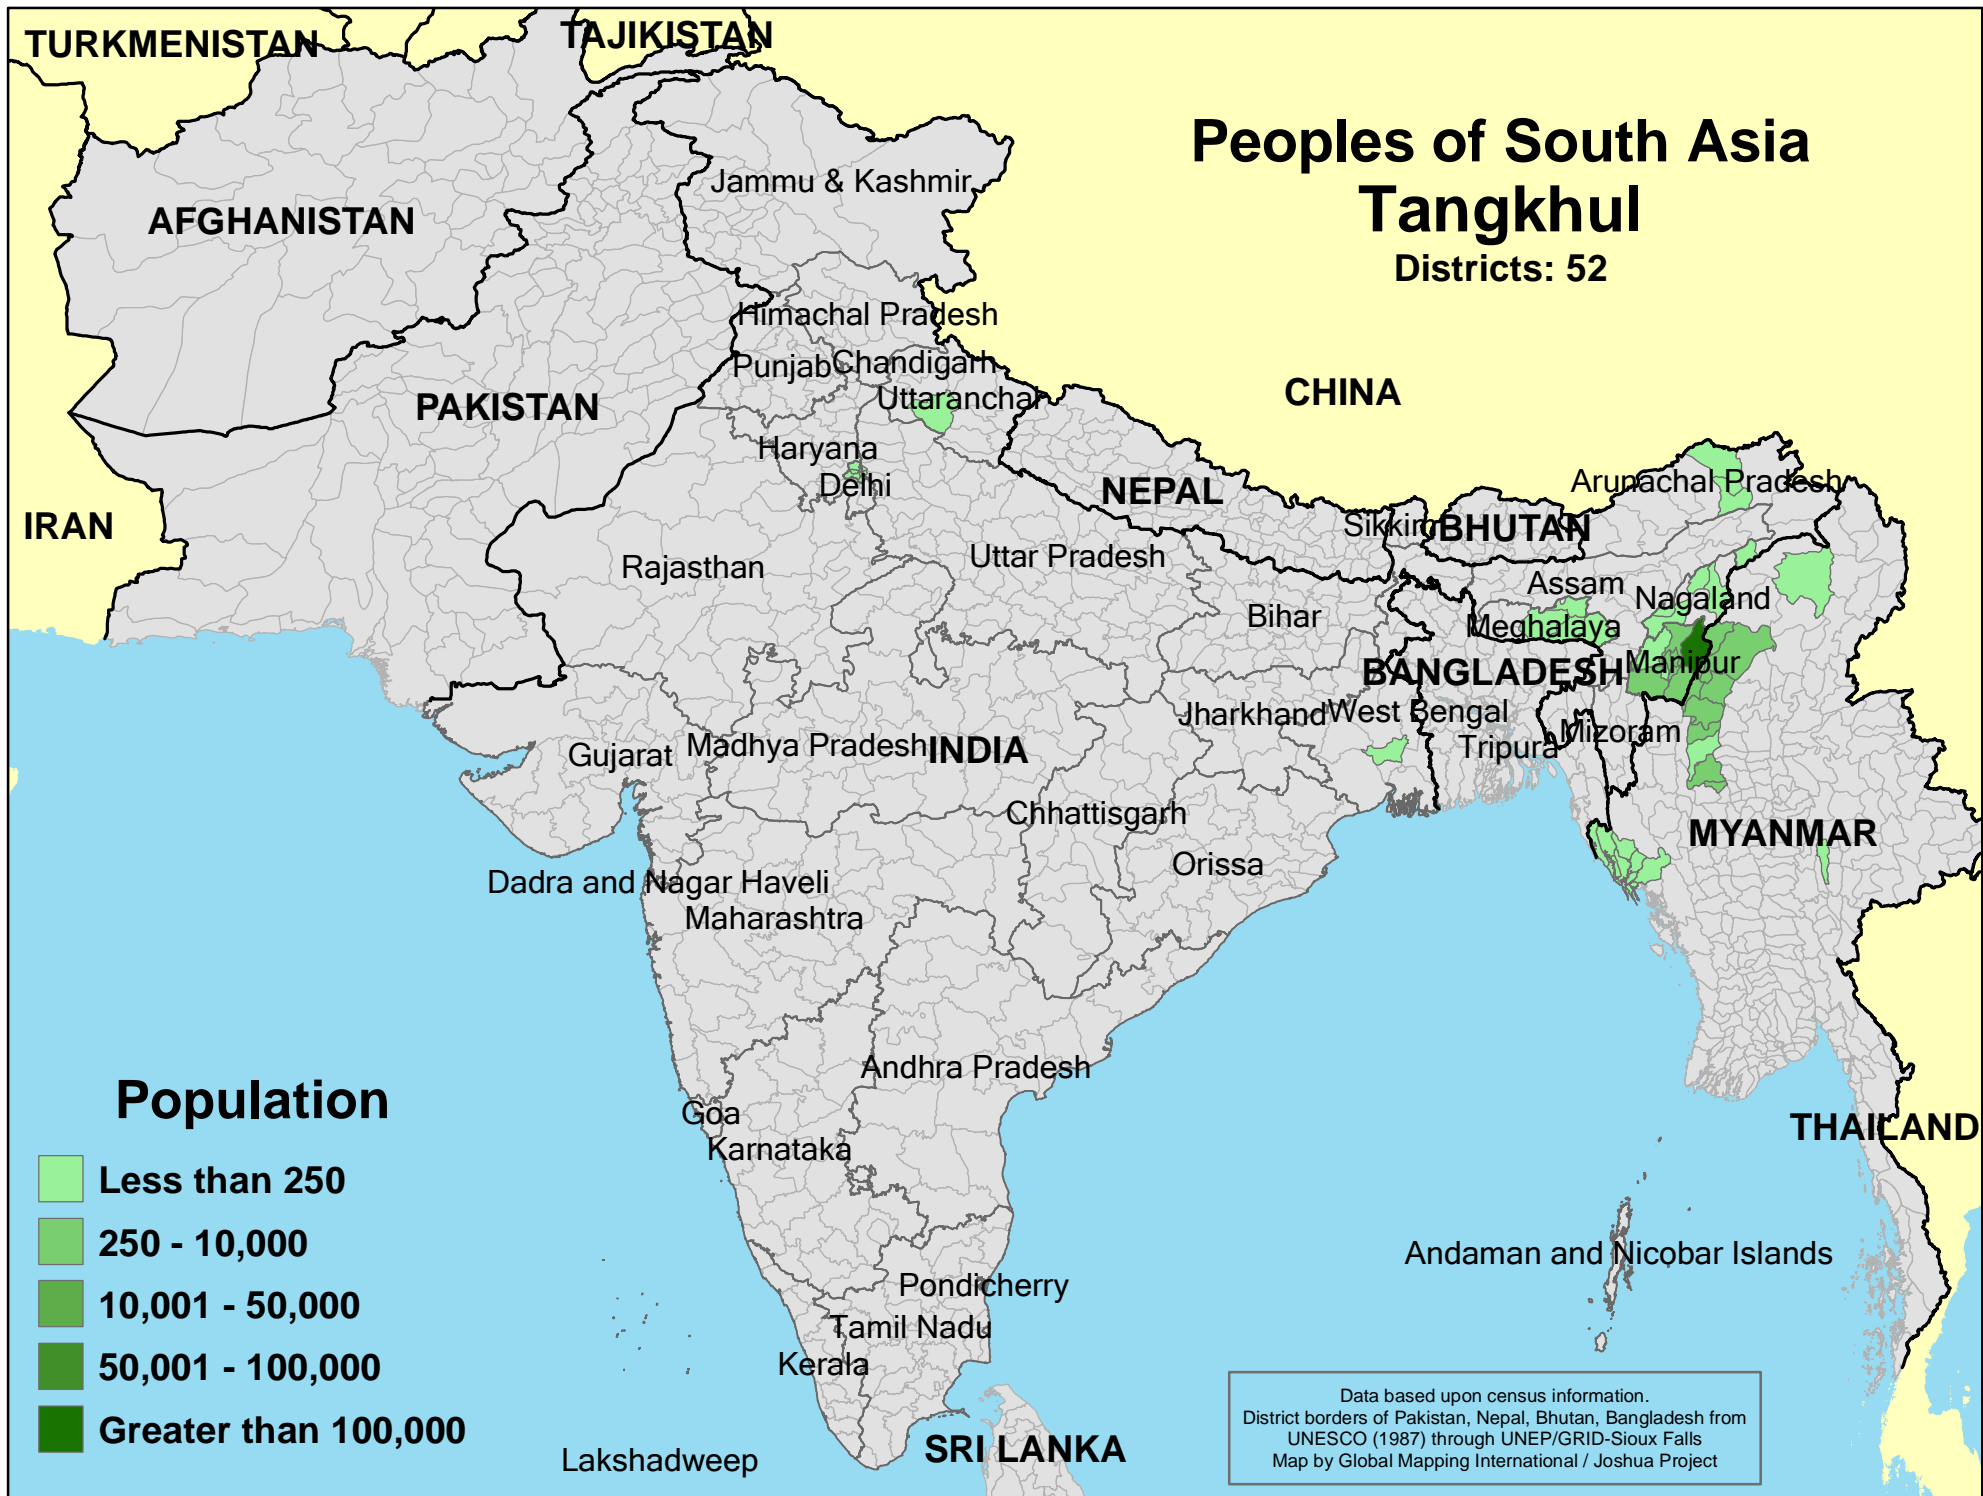 TURKMENISTAN
TAJIKISTAN
Peoples of South Asia
Tangkhul
Districts: 52
Jammu & Kashmir
AFGHANISTAN
Himachal Pradesh
Punjab
Chandigarh
Uttaranchal
CHINA
PAKISTAN
Haryana
Delhi
NEPAL
Arunachal Pradesh
IRAN
Sikkim
BHUTAN
Rajasthan
Uttar Pradesh
Assam
Nagaland
Bihar
Meghalaya
BANGLADESH
Manipur
Jharkhand
West Bengal
Gujarat
Madhya Pradesh
INDIA
Tripura
Mizoram
Chhattisgarh
MYANMAR
Orissa
Dadra and Nagar Haveli
Maharashtra
Andhra Pradesh
Goa
Karnataka
THAILAND
Andaman and Nicobar Islands
Pondicherry
Tamil Nadu
Kerala
Lakshadweep
SRI LANKA
Population
Less than 250
250 - 10,000
10,001 - 50,000
50,001 - 100,000
Greater than 100,000
Data based upon census information.
District borders of Pakistan, Nepal, Bhutan, Bangladesh from
UNESCO (1987) through UNEP/GRID-Sioux Falls
Map by Global Mapping International / Joshua Project